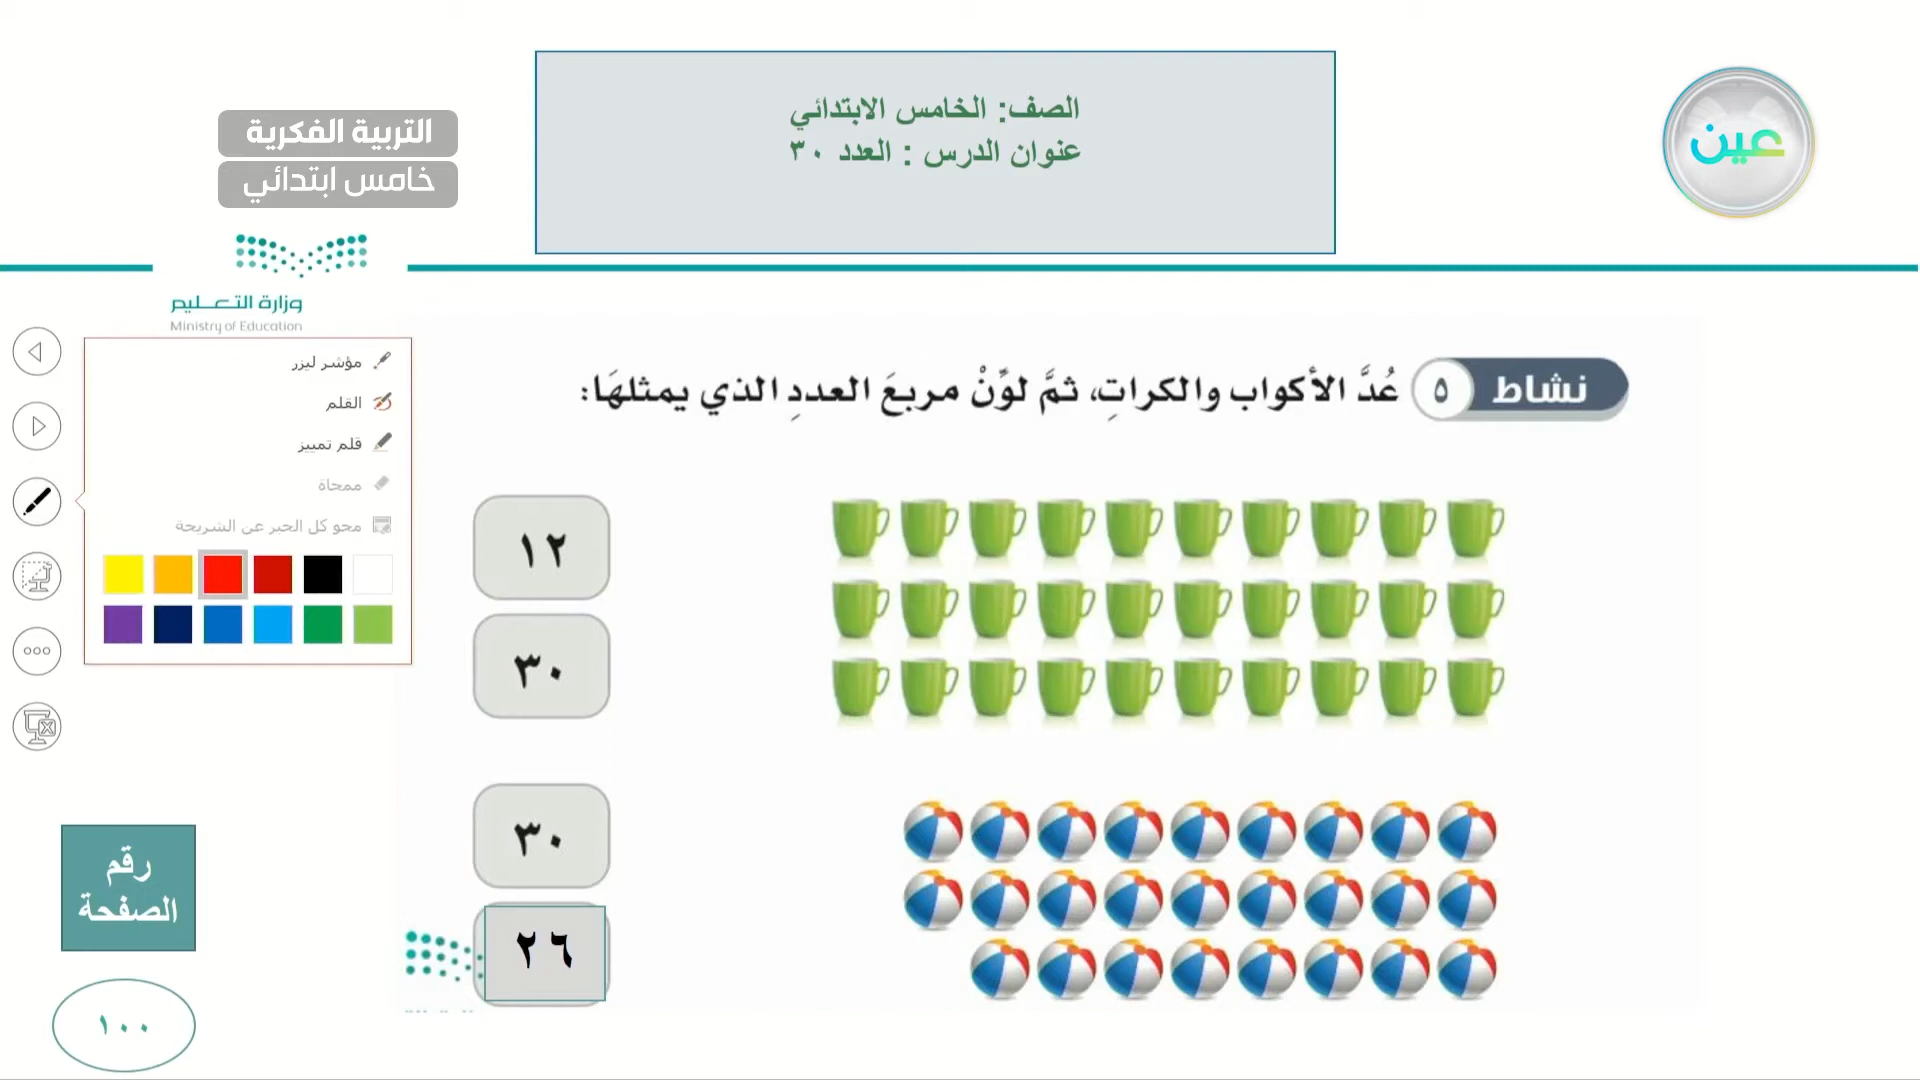 الصف: الخامس الابتدائي
عنوان الدرس : العدد ٣٠
عين
التربية الفكرية
خامس ابتدائي
وزارة التـعـلـيم
Ministry of Education
مؤشر ليزر
القلم
قلم تمييز
ممحاة
محو كل الحبر عن الشريحة
نشاط ٥ عُدَّ الأكواب والكراتِ، ثمَّ لوِّنْ مربعَ العددِ الذي يمثلهَا:
١٢
٣٠
٣٠
٢٦
رقم
الصفحة
١٠٠